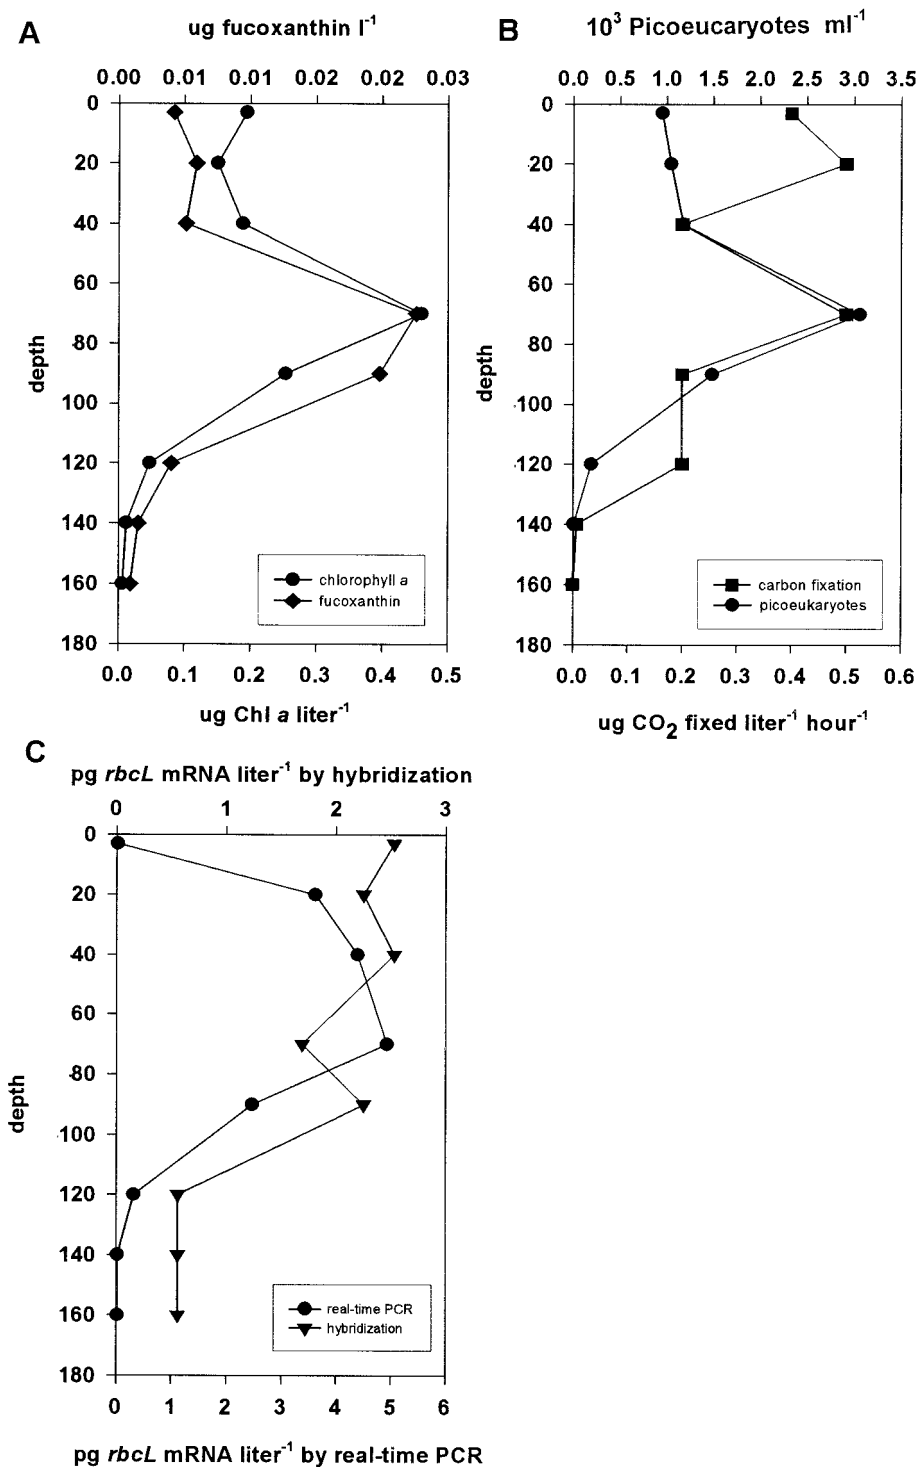 A
ug fucoxanthin l⁻¹
0.00 0.01 0.01 0.02 0.02 0.03
0
20
40
60
80
100
120
140
160
180
depth
chlorophyll a
fucoxanthin
0.0 0.1 0.2 0.3 0.4 0.5
ug Chl a liter⁻¹
B
10³ Picoeucaryotes ml⁻¹
0.0 0.5 1.0 1.5 2.0 2.5 3.0 3.5
0
20
40
60
80
100
120
140
160
180
depth
carbon fixation
picoeukaryotes
0.0 0.1 0.2 0.3 0.4 0.5 0.6
ug CO₂ fixed liter⁻¹ hour⁻¹
C
pg rbcL mRNA liter⁻¹ by hybridization
0 1 2 3
0
20
40
60
80
100
120
140
160
180
depth
real-time PCR
hybridization
0 1 2 3 4 5 6
pg rbcL mRNA liter⁻¹ by real-time PCR